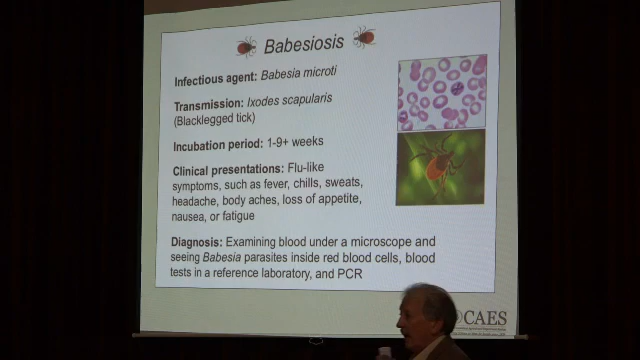 Babesiosis
Infectious agent: Babesia microti
Transmission: Ixodes scapularis
(Blacklegged tick)
Incubation period: 1-9+ weeks
Clinical presentations: Flu-like
symptoms, such as fever, chills, sweats,
headache, body aches, loss of appetite,
nausea, or fatigue
Diagnosis: Examining blood under a microscope and
seeing Babesia parasites inside red blood cells, blood
tests in a reference laboratory, and PCR
CAES